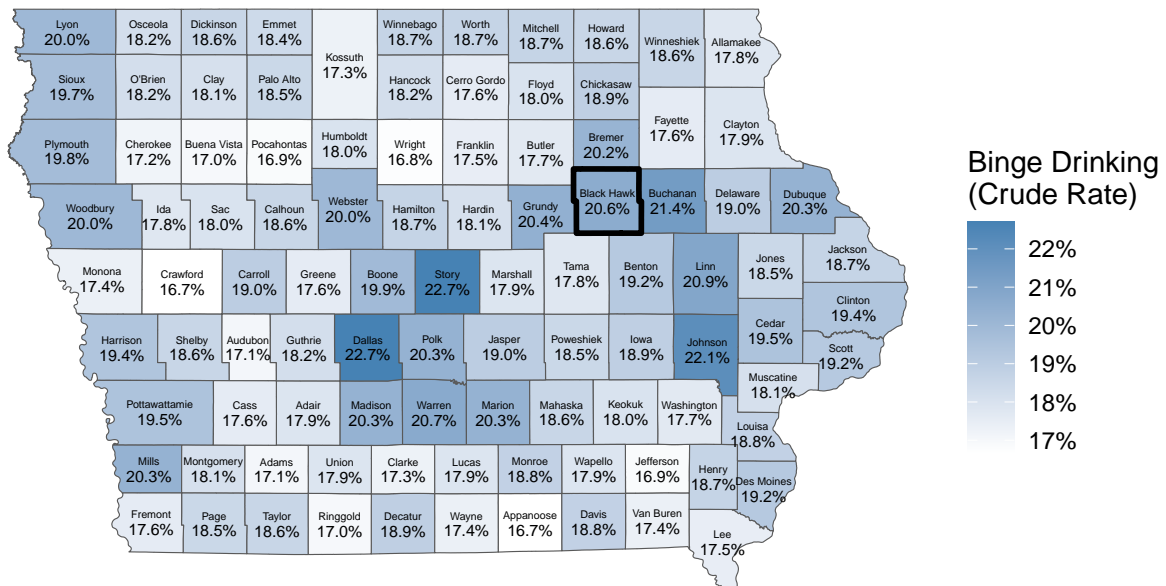 Lyon
20.0%
Osceola
18.2%
Dickinson
18.6%
Emmet
18.4%
Kossuth
17.3%
Winnebago
18.7%
Worth
18.7%
Mitchell
18.7%
Howard
18.6%
Winneshiek
18.6%
Allamakee
17.8%
Sioux
19.7%
O'Brien
18.2%
Clay
18.1%
Palo Alto
18.5%
Hancock
18.2%
Cerro Gordo
17.6%
Floyd
18.0%
Chickasaw
18.9%
Plymouth
19.8%
Cherokee
17.2%
Buena Vista
17.0%
Pocahontas
16.9%
Humboldt
18.0%
Wright
16.8%
Franklin
17.5%
Butler
17.7%
Bremer
20.2%
Fayette
17.6%
Clayton
17.9%
Woodbury
20.0%
Ida
17.8%
Sac
18.0%
Calhoun
18.6%
Webster
20.0%
Hamilton
18.7%
Hardin
18.1%
Grundy
20.4%
Black Hawk
20.6%
Buchanan
21.4%
Delaware
19.0%
Dubuque
20.3%
Monona
17.4%
Crawford
16.7%
Carroll
19.0%
Greene
17.6%
Boone
19.9%
Story
22.7%
Marshall
17.9%
Tama
17.8%
Benton
19.2%
Linn
20.9%
Jones
18.5%
Jackson
18.7%
Clinton
19.4%
Harrison
19.4%
Shelby
18.6%
Audubon
17.1%
Guthrie
18.2%
Dallas
22.7%
Polk
20.3%
Jasper
19.0%
Poweshiek
18.5%
Iowa
18.9%
Johnson
22.1%
Cedar
19.5%
Scott
19.2%
Muscatine
18.1%
Pottawattamie
19.5%
Cass
17.6%
Adair
17.9%
Madison
20.3%
Warren
20.7%
Marion
20.3%
Mahaska
18.6%
Keokuk
18.0%
Washington
17.7%
Louisa
18.8%
Mills
20.3%
Montgomery
18.1%
Adams
17.1%
Union
17.9%
Clarke
17.3%
Lucas
17.9%
Monroe
18.8%
Wapello
17.9%
Jefferson
16.9%
Henry
18.7%
Des Moines
19.2%
Fremont
17.6%
Page
18.5%
Taylor
18.6%
Ringgold
17.0%
Decatur
18.9%
Wayne
17.4%
Appanoose
16.7%
Davis
18.8%
Van Buren
17.4%
Lee
17.5%
Binge Drinking
(Crude Rate)
22%
21%
20%
19%
18%
17%